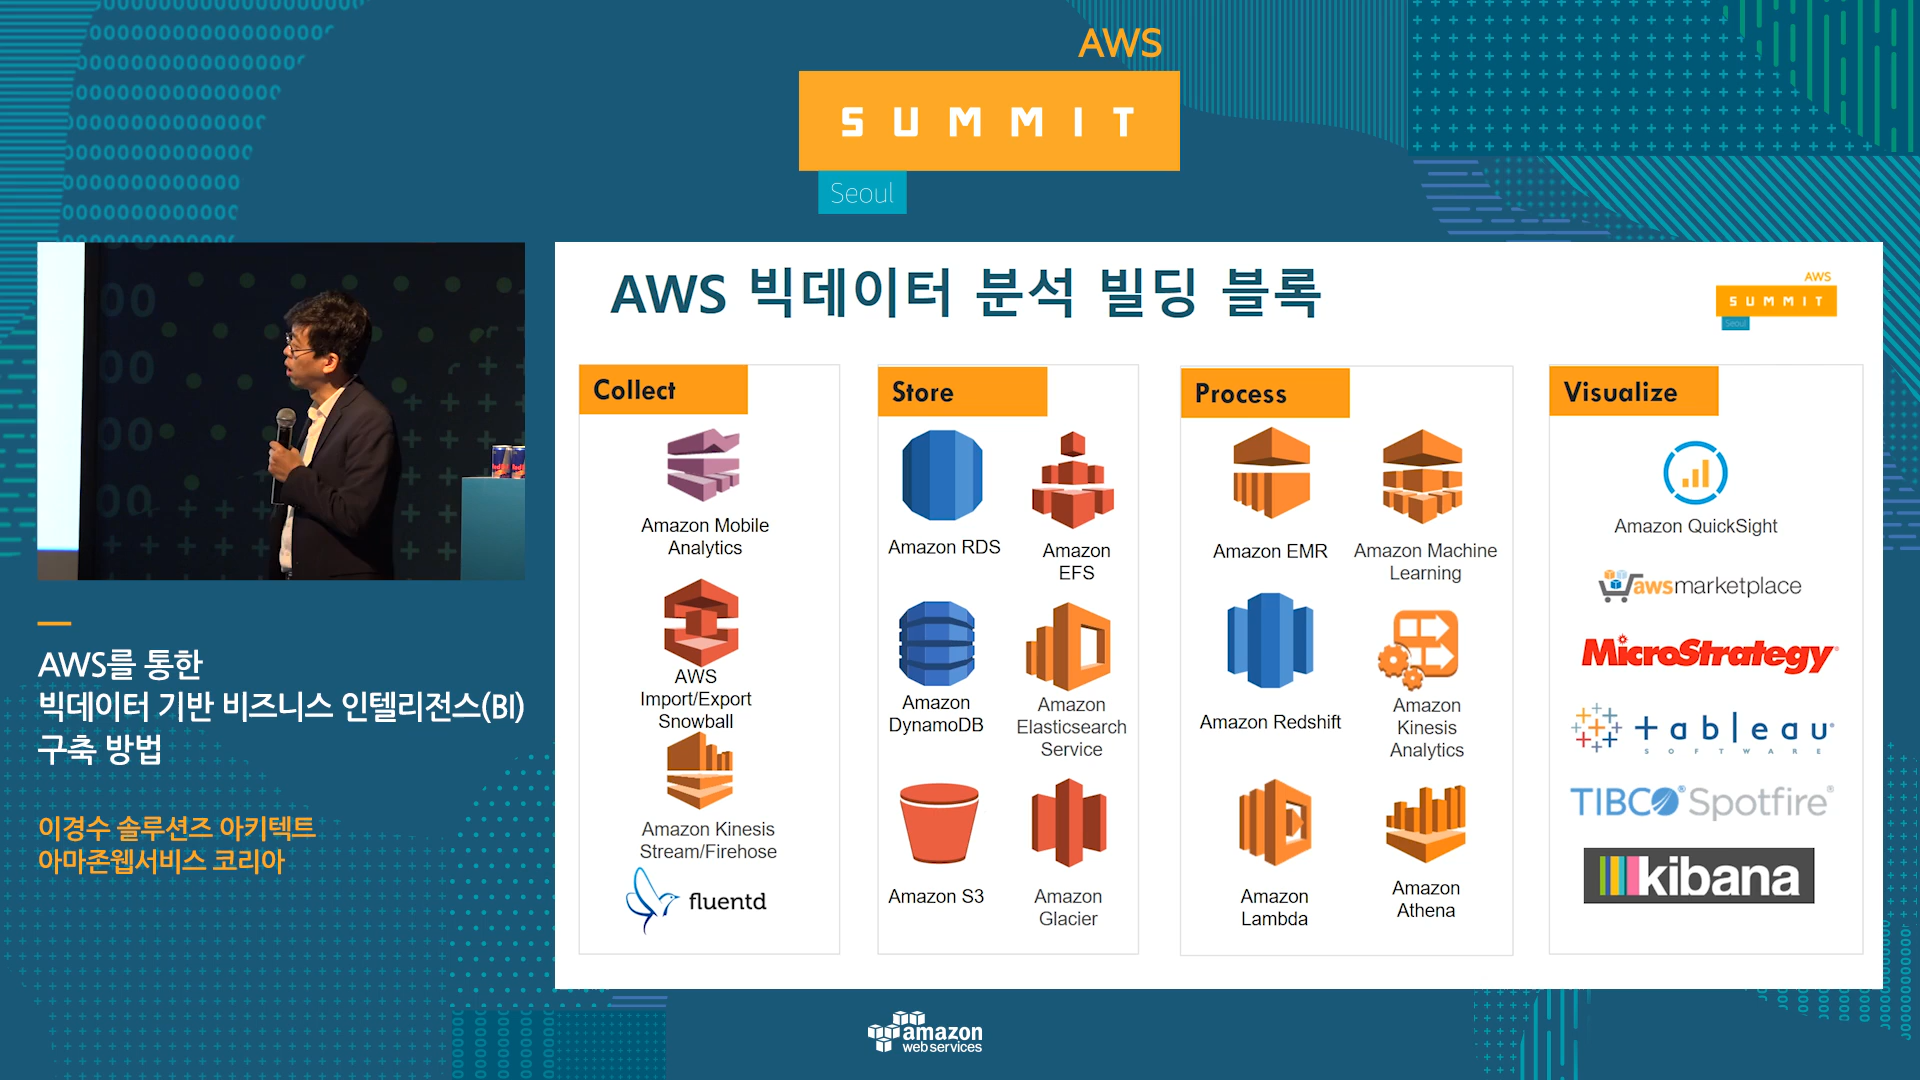 AWS
SUMMIT
Seoul
AWS를 통한
빅데이터 기반 비즈니스 인텔리전스(BI)
구축 방법
이경수 솔루션즈 아키텍트
아마존웹서비스 코리아
AWS 빅데이터 분석 빌딩 블록
AWS
SUMMIT
Seoul
Collect
Amazon Mobile
Analytics
AWS
Import/Export
Snowball
Amazon Kinesis
Stream/Firehose
fluentd
Store
Amazon RDS
Amazon
EFS
Amazon
DynamoDB
Amazon
Elasticsearch
Service
Amazon S3
Amazon
Glacier
Process
Amazon EMR
Amazon Machine
Learning
Amazon Redshift
Amazon
Kinesis
Analytics
Amazon
Lambda
Amazon
Athena
Visualize
Amazon QuickSight
awsmarketplace
MicroStrategy
tableau
SOFTWARE
TIBCO Spotfire
kibana
amazon
webservices